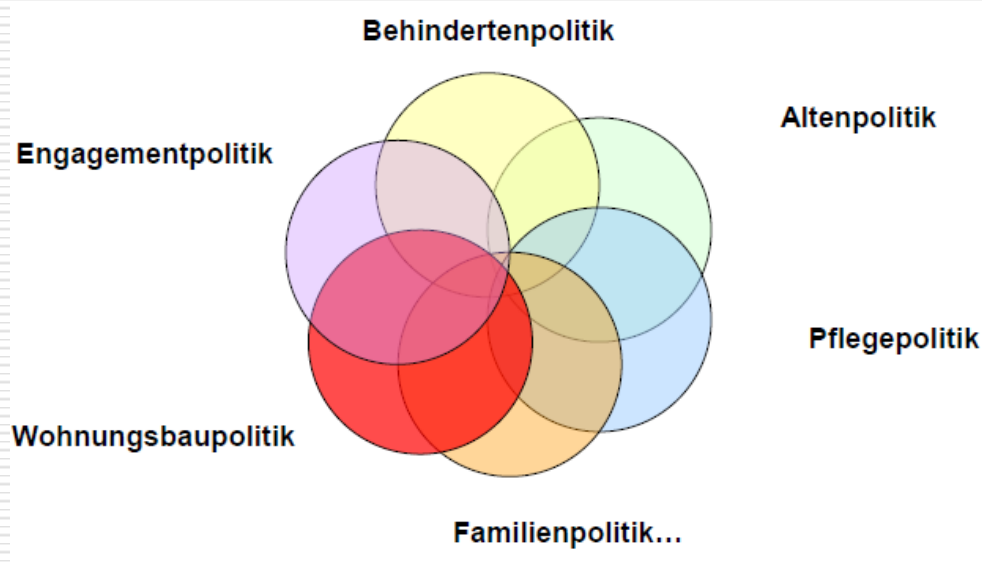 Behindertenpolitik
Altenpolitik
Engagementpolitik
Pflegepolitik
Wohnungsbaupolitik
Familienpolitik...